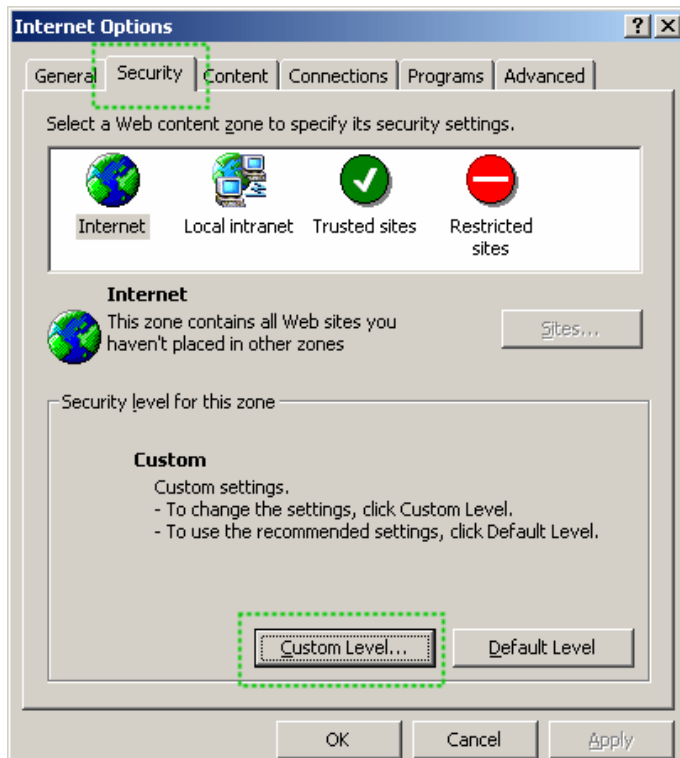 Internet Options
General Security Content Connections Programs Advanced
Select a Web content zone to specify its security settings.
Internet Local intranet Trusted sites Restricted
sites
Internet
This zone contains all Web sites you
haven't placed in other zones
Sites...
Security level for this zone
Custom
Custom settings.
- To change the settings, click Custom Level.
- To use the recommended settings, click Default Level.
Custom Level... Default Level
OK Cancel Apply